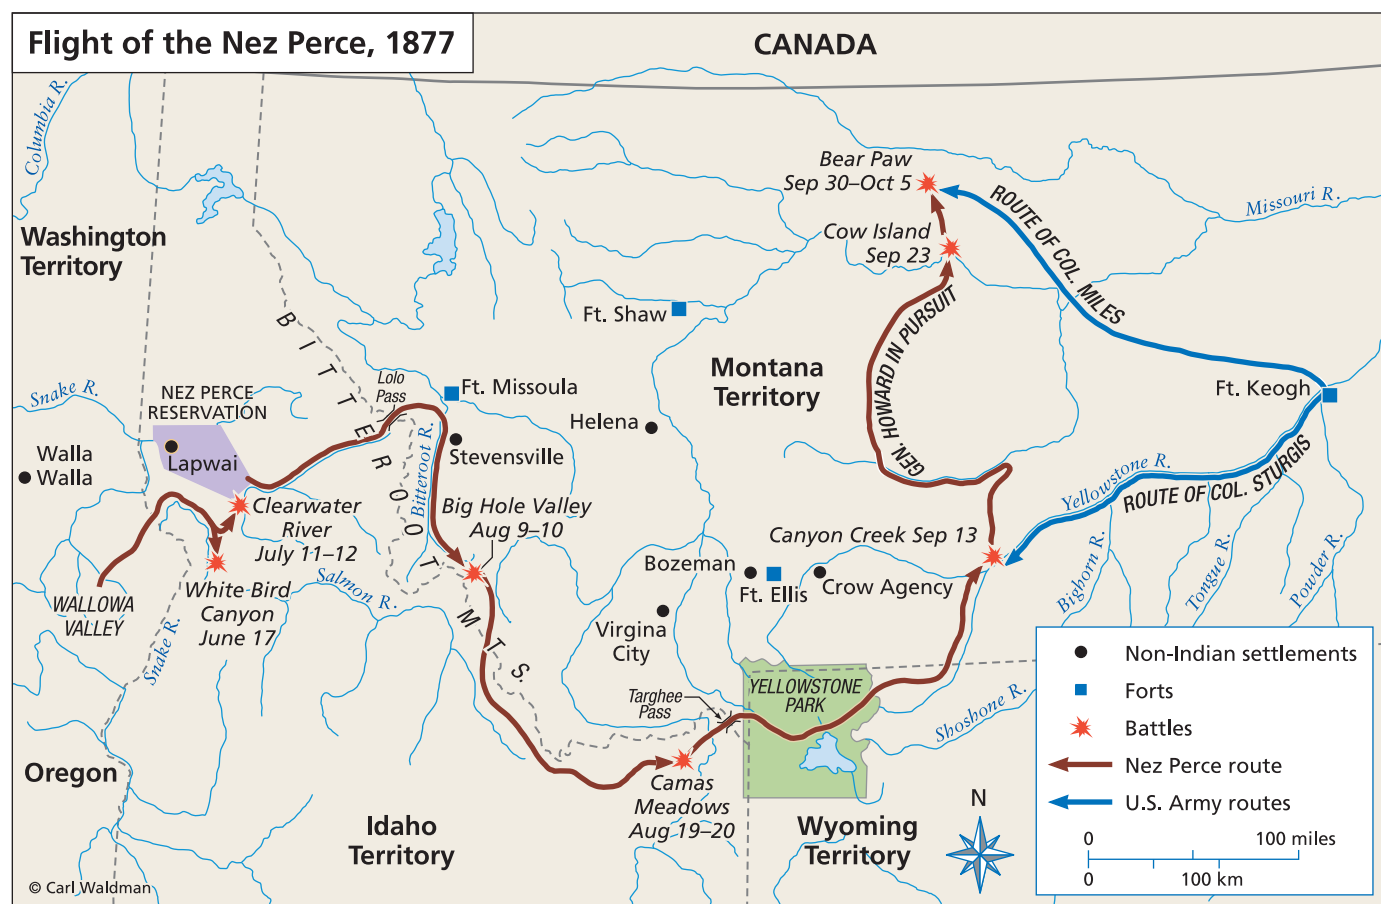 Flight of the Nez Perce, 1877
CANADA
Columbia R.
Bear Paw
Sep 30–Oct 5
ROUTE OF COL. MILES
Missouri R.
Washington
Territory
Cow Island
Sep 23
BITTERROOT MTS.
Ft. Shaw
GEN. HOWARD IN PURSUIT
Montana
Territory
Lolo
Pass
Ft. Missoula
Ft. Keogh
Snake R.
NEZ PERCE
RESERVATION
Helena
Walla
Walla
Lapwai
Bitteroot R.
Stevensville
Yellowstone R.
ROUTE OF COL. STURGIS
Clearwater
River
July 11–12
Big Hole Valley
Aug 9–10
Canyon Creek Sep 13
Bozeman
Ft. Ellis
Crow Agency
Bighorn R.
Tongue R.
Powder R.
WALLOWA
VALLEY
White Bird
Canyon
June 17
Salmon R.
Snake R.
Virgina
City
Targhee
Pass
YELLOWSTONE
PARK
Shoshone R.
Oregon
Camas
Meadows
Aug 19–20
Idaho
Territory
Wyoming
Territory
N
Non-Indian settlements
Forts
Battles
Nez Perce route
U.S. Army routes
0 100 miles
0 100 km
© Carl Waldman